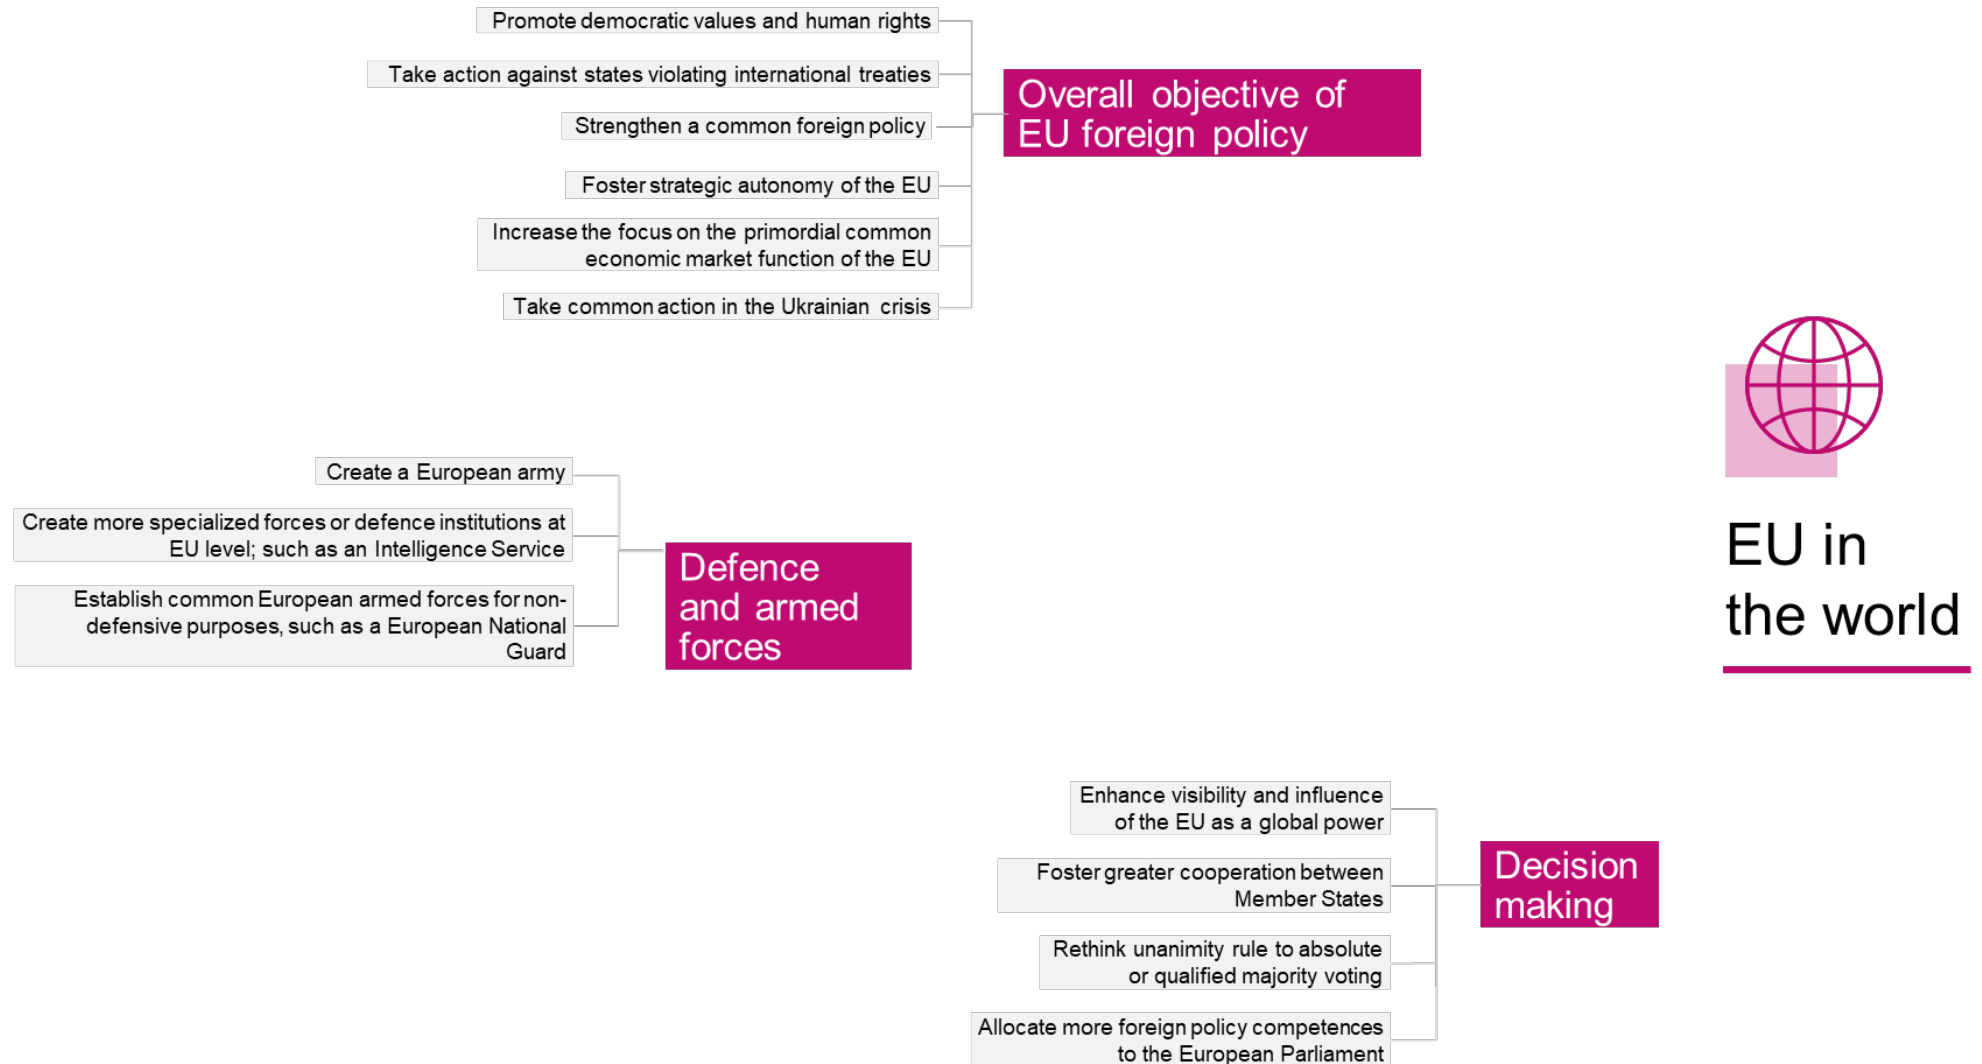 Promote democratic values and human rights
Take action against states violating international treaties
Strengthen a common foreign policy
Foster strategic autonomy of the EU
Increase the focus on the primordial common
economic market function of the EU
Take common action in the Ukrainian crisis
Overall objective of
EU foreign policy
Create a European army
Create more specialized forces or defence institutions at
EU level; such as an Intelligence Service
Establish common European armed forces for non-
defensive purposes, such as a European National
Guard
Defence
and armed
forces
EU in
the world
Enhance visibility and influence
of the EU as a global power
Foster greater cooperation between
Member States
Rethink unanimity rule to absolute
or qualified majority voting
Allocate more foreign policy competences
to the European Parliament
Decision
making